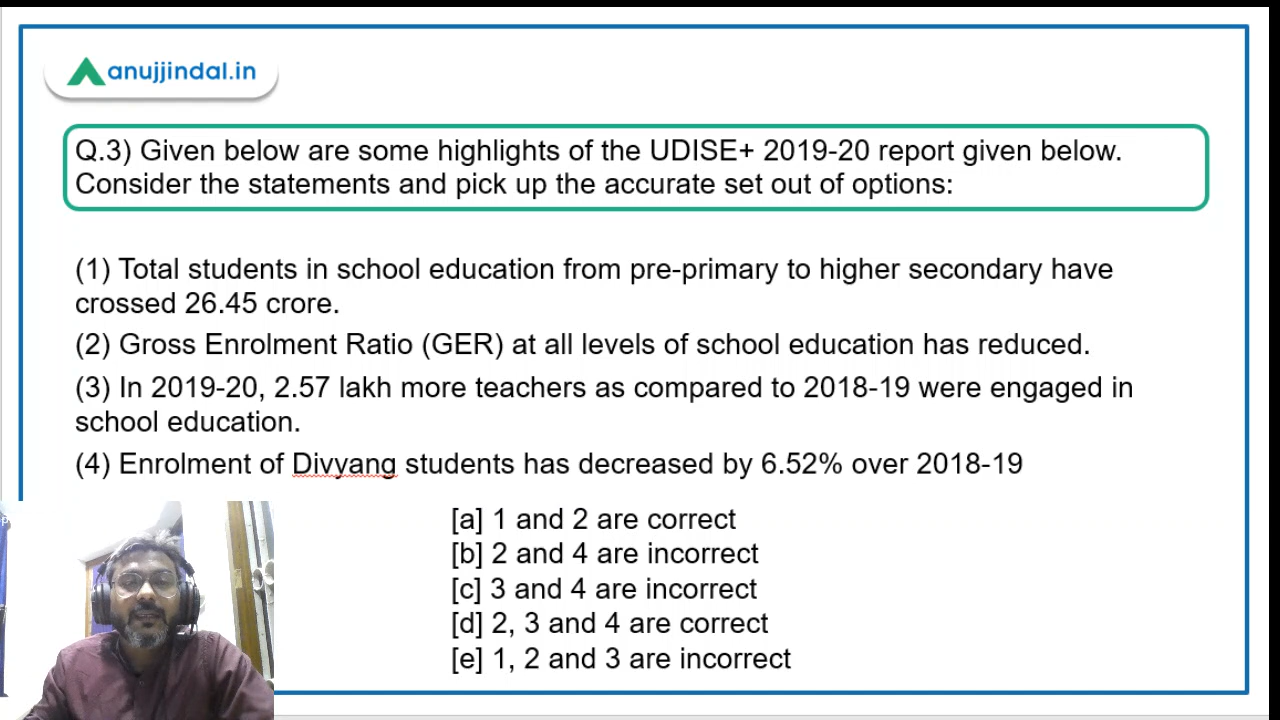 anujjindal.in
Q.3) Given below are some highlights of the UDISE+ 2019-20 report given below.
Consider the statements and pick up the accurate set out of options:
(1) Total students in school education from pre-primary to higher secondary have
crossed 26.45 crore.
(2) Gross Enrolment Ratio (GER) at all levels of school education has reduced.
(3) In 2019-20, 2.57 lakh more teachers as compared to 2018-19 were engaged in
school education.
(4) Enrolment of Divyang students has decreased by 6.52% over 2018-19
[a] 1 and 2 are correct
[b] 2 and 4 are incorrect
[c] 3 and 4 are incorrect
[d] 2, 3 and 4 are correct
[e] 1, 2 and 3 are incorrect